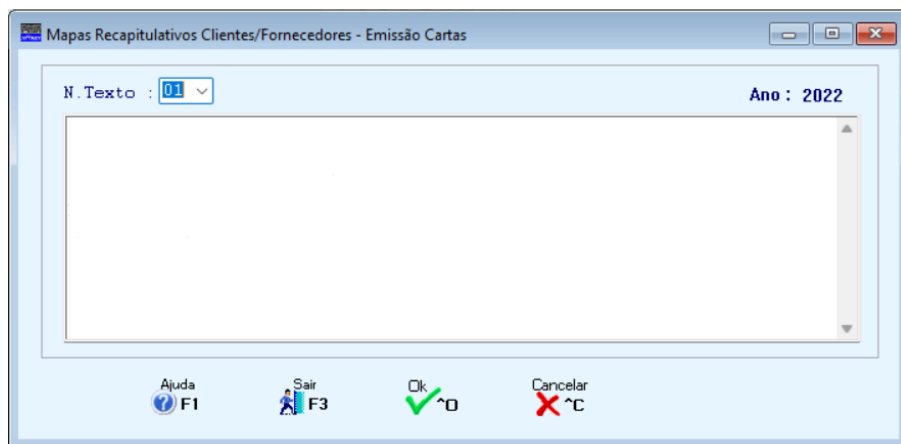 Mapas Recapitulativos Clientes/Fornecedores - Emissão Cartas
N.Texto : 01
Ano : 2022
Ajuda
F1
Sair
F3
Ok
^O
Cancelar
^C